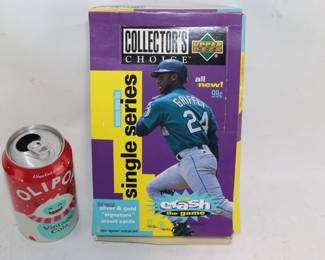 COLLECTOR'S
CHOICE
UPPER
DECK
all
new!
99¢
single series
GRIFFEY
24
you
crash
the game
silver & gold
"signature"
insert cards
OLIPOP
Vintage
Cola